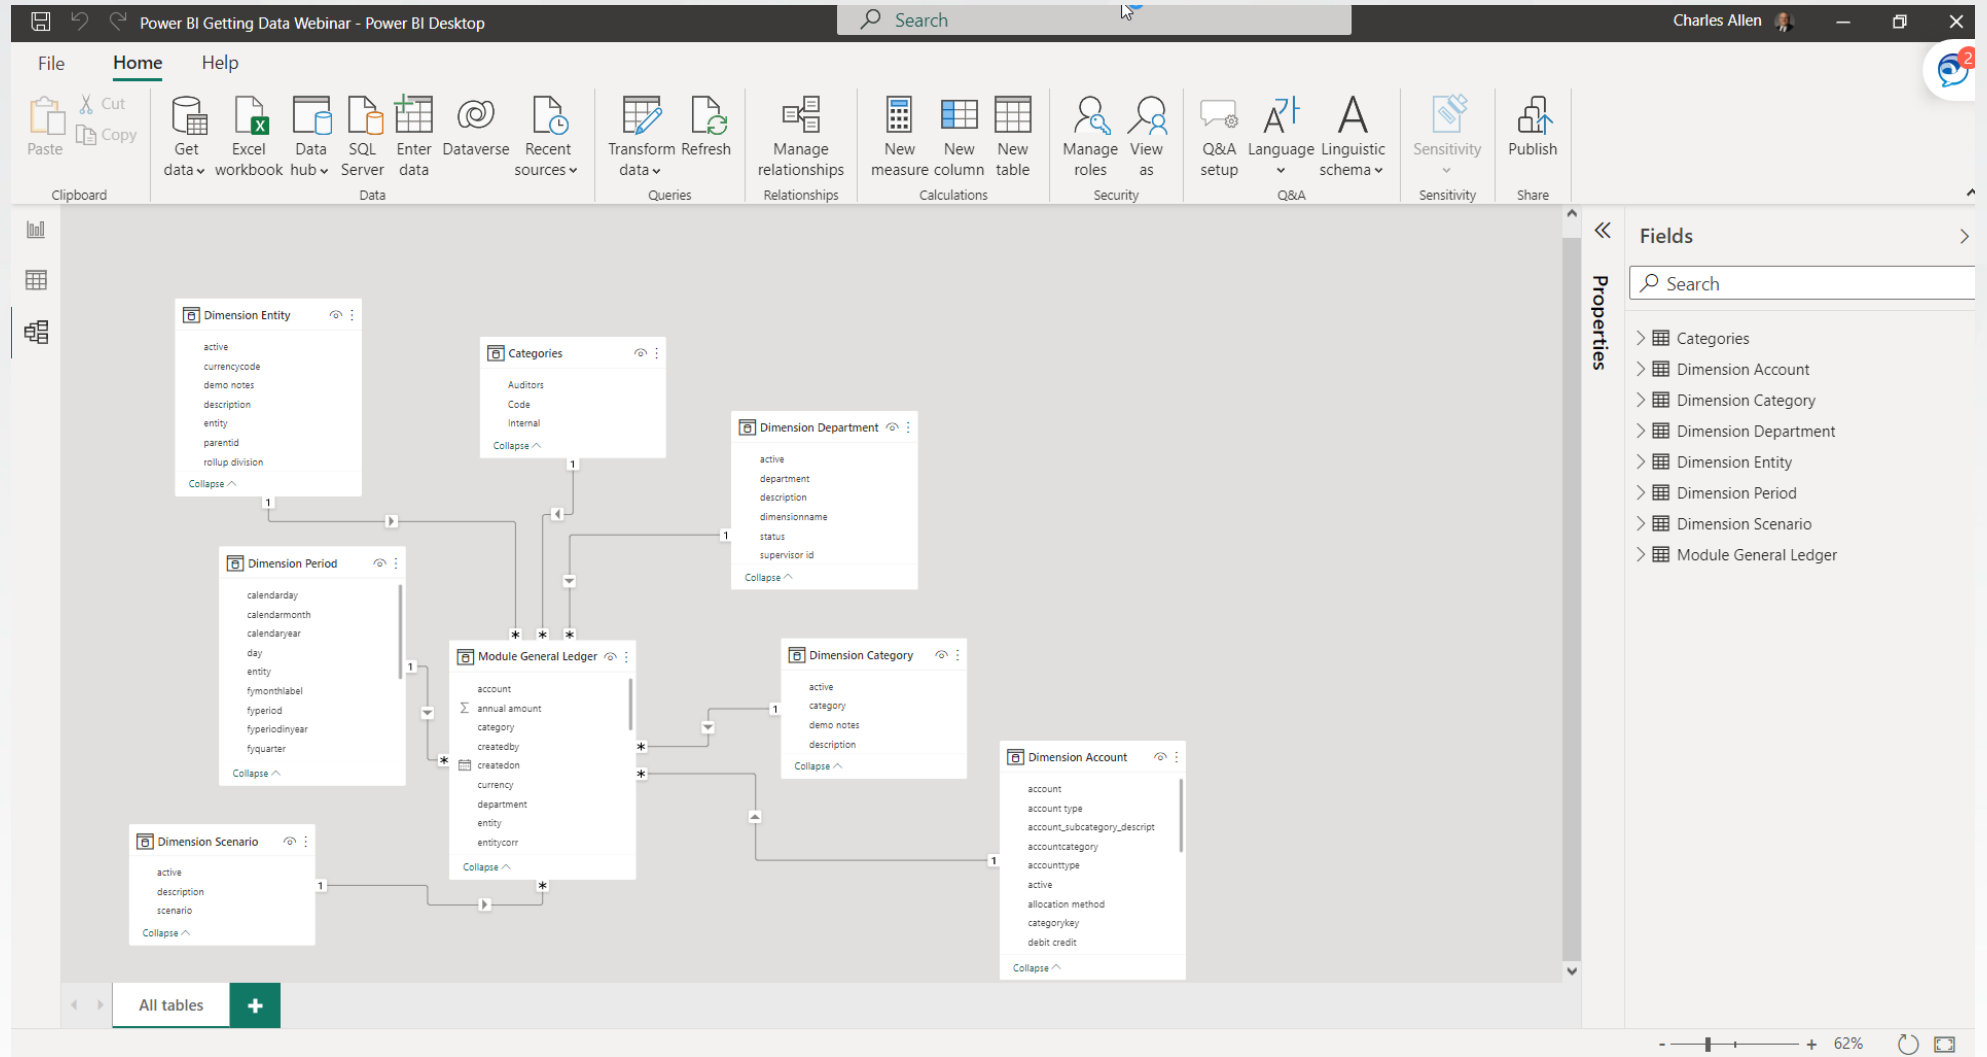 Power BI Getting Data Webinar - Power BI Desktop
Search
Charles Allen
File
Home
Help
2
Paste
Cut
Copy
Clipboard
Get data
Excel workbook
Data hub
SQL Server
Enter data
Dataverse
Recent sources
Data
Transform data
Refresh
Queries
Manage relationships
Relationships
New measure
New column
New table
Calculations
Manage roles
View as
Security
Q&A setup
Language
Linguistic schema
Q&A
Sensitivity
Sensitivity
Publish
Share
Dimension Entity
active
currencycode
demo notes
description
entity
parentid
rollup division
Collapse
1
Categories
Auditors
Code
Internal
Collapse
1
Dimension Department
active
department
description
dimensionname
status
supervisor id
Collapse
1
Dimension Period
calendarday
calendarmonth
calendaryear
day
entity
fymonthlabel
fyperiod
fyperiodinyear
fyquarter
Collapse
1
*
*
*
Module General Ledger
account
annual amount
category
createdby
createdon
currency
department
entity
entitycorr
Collapse
*
*
*
*
Dimension Category
active
category
demo notes
description
Collapse
1
Dimension Account
account
account type
account_subcategory_descript
accountcategory
accounttype
active
allocation method
categorykey
debit credit
Collapse
1
Dimension Scenario
active
description
scenario
Collapse
1
Properties
Fields
Search
Categories
Dimension Account
Dimension Category
Dimension Department
Dimension Entity
Dimension Period
Dimension Scenario
Module General Ledger
All tables
+
- + 62%